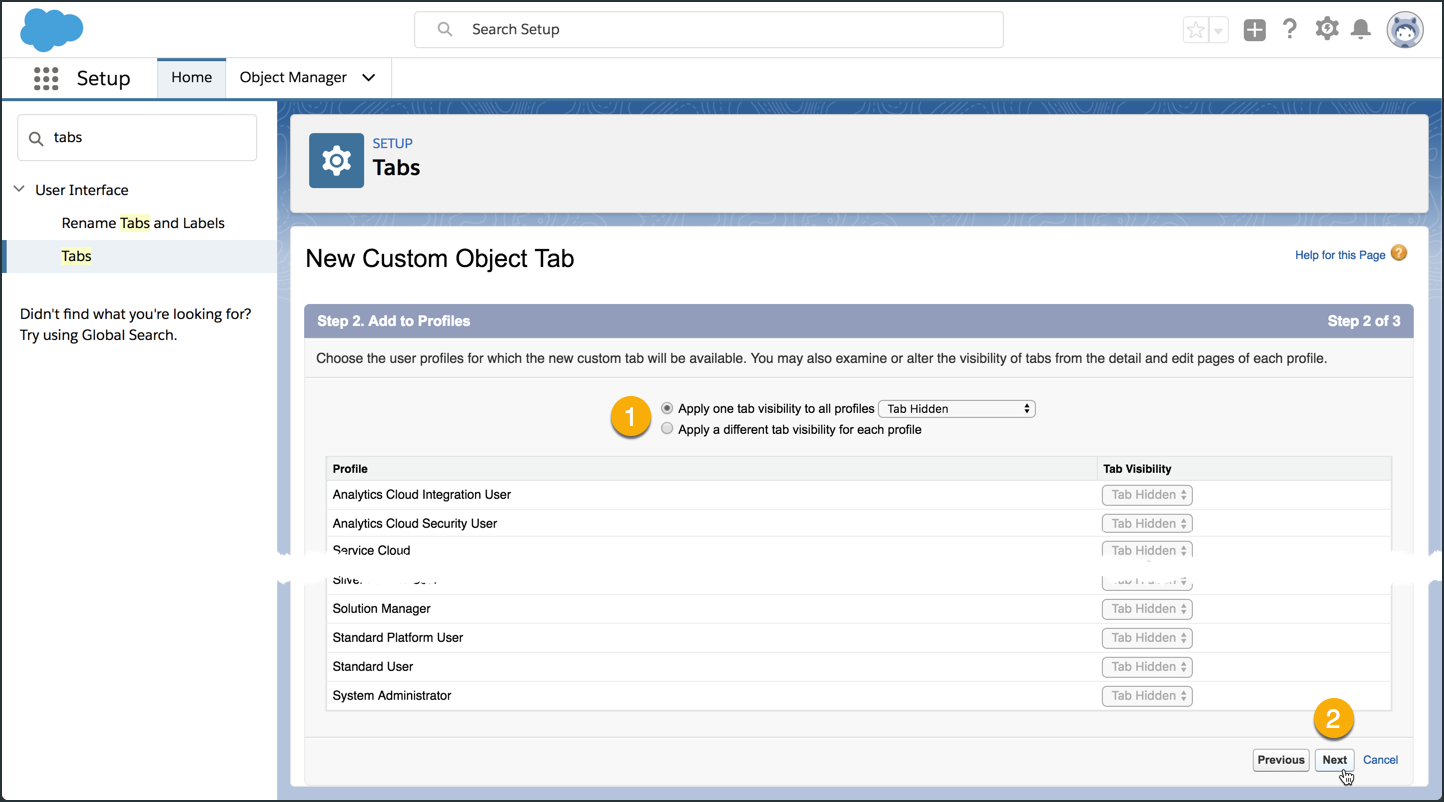 Search Setup
Setup
Home
Object Manager
tabs
User Interface
Rename Tabs and Labels
Tabs
Didn't find what you're looking for?
Try using Global Search.
SETUP
Tabs
New Custom Object Tab
Help for this Page ?
Step 2. Add to Profiles Step 2 of 3
Choose the user profiles for which the new custom tab will be available. You may also examine or alter the visibility of tabs from the detail and edit pages of each profile.
1
Apply one tab visibility to all profiles Tab Hidden
Apply a different tab visibility for each profile
Profile Tab Visibility
Analytics Cloud Integration User Tab Hidden
Analytics Cloud Security User Tab Hidden
Service Cloud Tab Hidden
Solution Manager Tab Hidden
Standard Platform User Tab Hidden
Standard User Tab Hidden
System Administrator Tab Hidden
2
Previous Next Cancel